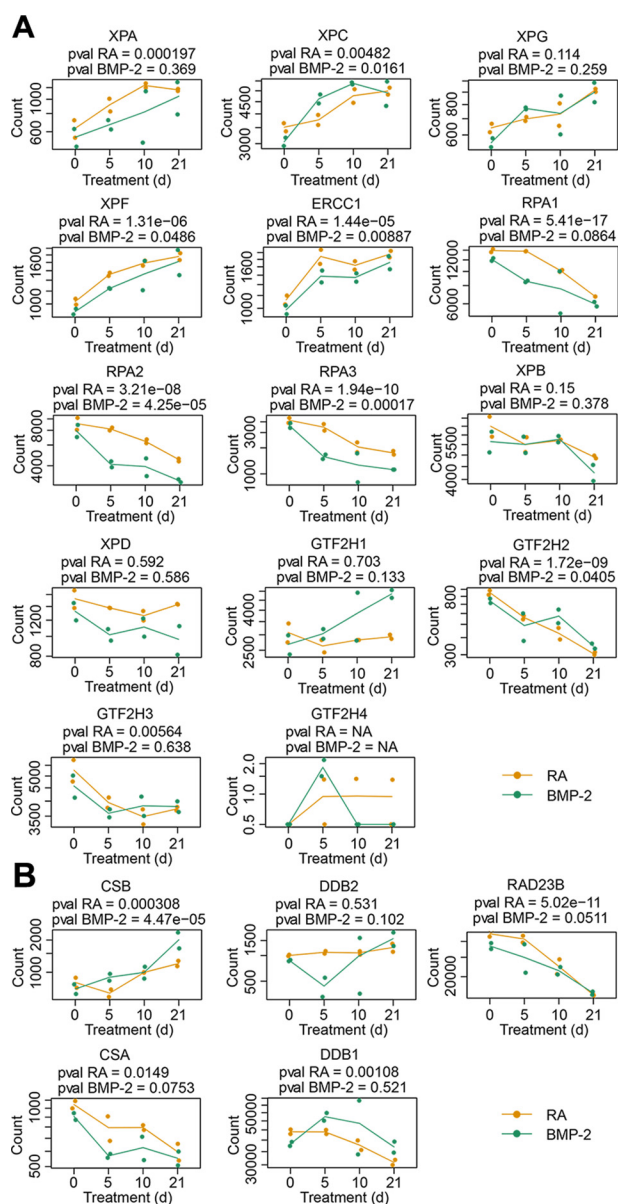 A
XPA
pval RA = 0.000197
pval BMP-2 = 0.369
Count
1000
600
0 5 10 21
Treatment (d)
XPC
pval RA = 0.00482
pval BMP-2 = 0.0161
Count
4500
3000
0 5 10 21
Treatment (d)
XPG
pval RA = 0.114
pval BMP-2 = 0.259
Count
800
600
0 5 10 21
Treatment (d)
XPF
pval RA = 1.31e-06
pval BMP-2 = 0.0486
Count
1600
1000
0 5 10 21
Treatment (d)
ERCC1
pval RA = 1.44e-05
pval BMP-2 = 0.00887
Count
1600
1000
0 5 10 21
Treatment (d)
RPA1
pval RA = 5.41e-17
pval BMP-2 = 0.0864
Count
12000
6000
0 5 10 21
Treatment (d)
RPA2
pval RA = 3.21e-08
pval BMP-2 = 4.25e-05
Count
8000
4000
0 5 10 21
Treatment (d)
RPA3
pval RA = 1.94e-10
pval BMP-2 = 0.00017
Count
3000
1000
0 5 10 21
Treatment (d)
XPB
pval RA = 0.15
pval BMP-2 = 0.378
Count
5500
4000
0 5 10 21
Treatment (d)
XPD
pval RA = 0.592
pval BMP-2 = 0.586
Count
1200
800
0 5 10 21
Treatment (d)
GTF2H1
pval RA = 0.703
pval BMP-2 = 0.133
Count
4000
2500
0 5 10 21
Treatment (d)
GTF2H2
pval RA = 1.72e-09
pval BMP-2 = 0.0405
Count
800
300
0 5 10 21
Treatment (d)
GTF2H3
pval RA = 0.00564
pval BMP-2 = 0.638
Count
5000
3500
0 5 10 21
Treatment (d)
GTF2H4
pval RA = NA
pval BMP-2 = NA
Count
2.0
1.0
0.5
0 5 10 21
Treatment (d)
RA
BMP-2
B
CSB
pval RA = 0.000308
pval BMP-2 = 4.47e-05
Count
2000
1000
0 5 10 21
Treatment (d)
DDB2
pval RA = 0.531
pval BMP-2 = 0.102
Count
1500
500
0 5 10 21
Treatment (d)
RAD23B
pval RA = 5.02e-11
pval BMP-2 = 0.0511
Count
20000
0 5 10 21
Treatment (d)
CSA
pval RA = 0.0149
pval BMP-2 = 0.0753
Count
1000
500
0 5 10 21
Treatment (d)
DDB1
pval RA = 0.00108
pval BMP-2 = 0.521
Count
50000
30000
0 5 10 21
Treatment (d)
RA
BMP-2